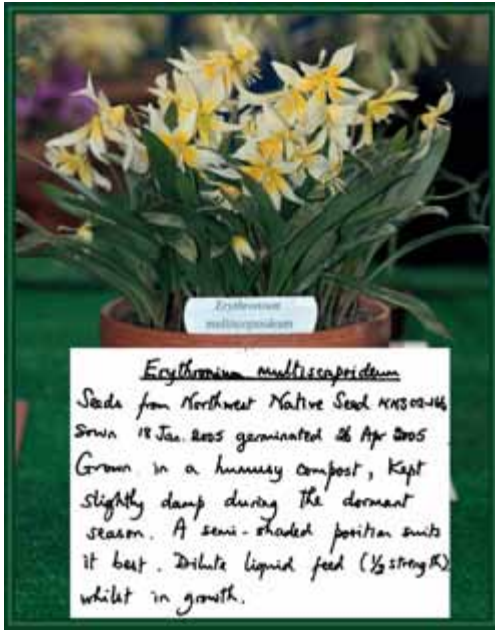 Erythronium
multiscapoideum
Erythronium multiscapoideum
Seeds from Northwest Native Seed
Sown 18 Jan. 2005 germinated 26 Apr 2005
Grown in a humusy compost, Kept
slightly damp during the dormant
season. A semi-shaded position suits
it best. Dilute liquid feed (½ strength)
whilst in growth.